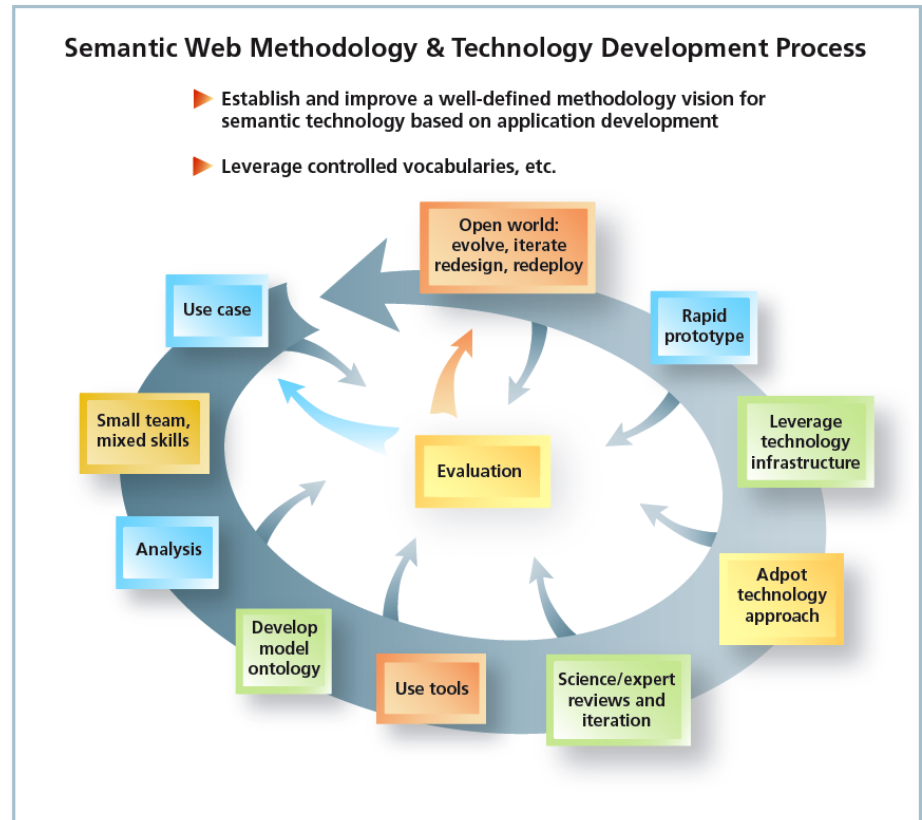 Semantic Web Methodology & Technology Development Process
Establish and improve a well-defined methodology vision for
semantic technology based on application development
Leverage controlled vocabularies, etc.
Open world:
evolve, iterate
redesign, redeploy
Use case
Rapid
prototype
Small team,
mixed skills
Leverage
technology
infrastructure
Evaluation
Analysis
Adpot
technology
approach
Develop
model
ontology
Use tools
Science/expert
reviews and
iteration